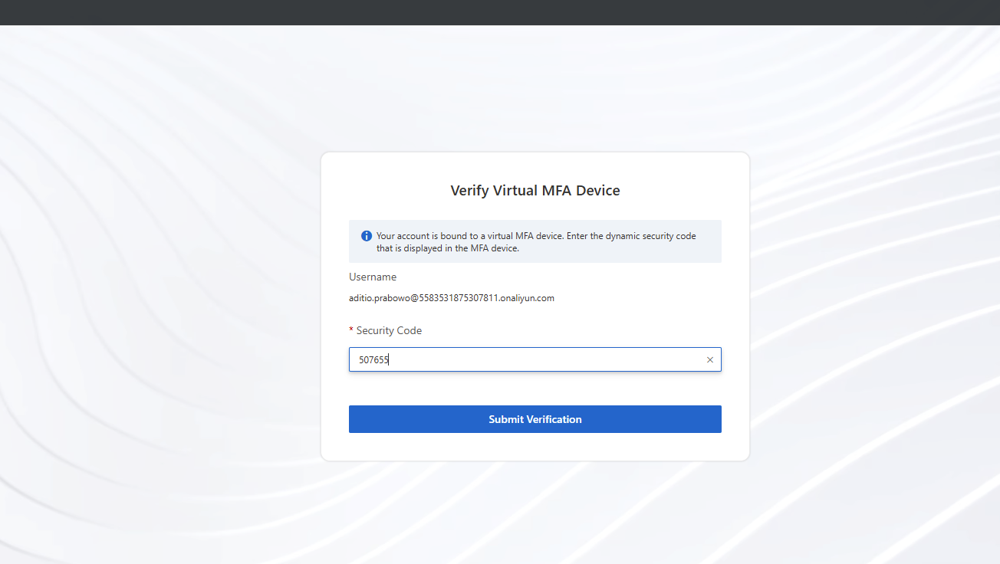 Verify Virtual MFA Device
Your account is bound to a virtual MFA device. Enter the dynamic security code
that is displayed in the MFA device.
Username
aditio.prabowo@5583531875307811.onaliyun.com
* Security Code
507655
Submit Verification